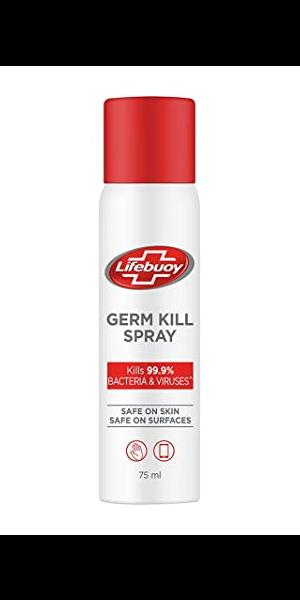 Lifebuoy
GERM KILL
SPRAY
Kills 99.9%
BACTERIA & VIRUSES^
SAFE ON SKIN
SAFE ON SURFACES
75 ml